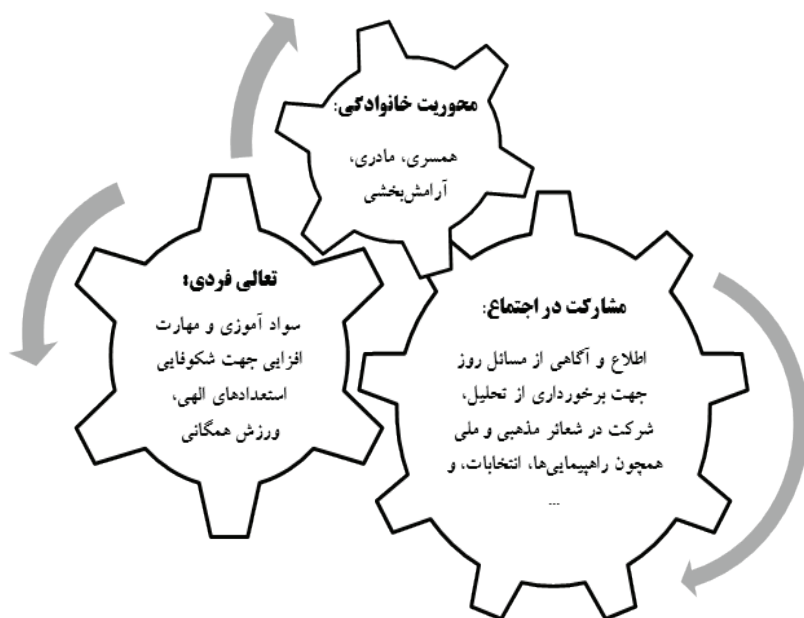 محوریت خانوادگی:
همسری، مادری،
آرامش‌بخشی
مشارکت در اجتماع:
اطلاع و آگاهی از مسائل روز
جهت برخورداری از تحلیل،
شرکت در شعائر مذهبی و ملی
همچون راهپیمایی‌ها، انتخابات، و
...
تعالی فردی؛
سواد آموزی و مهارت
افزایی جهت شکوفایی
استعدادهای الهی،
ورزش همگانی